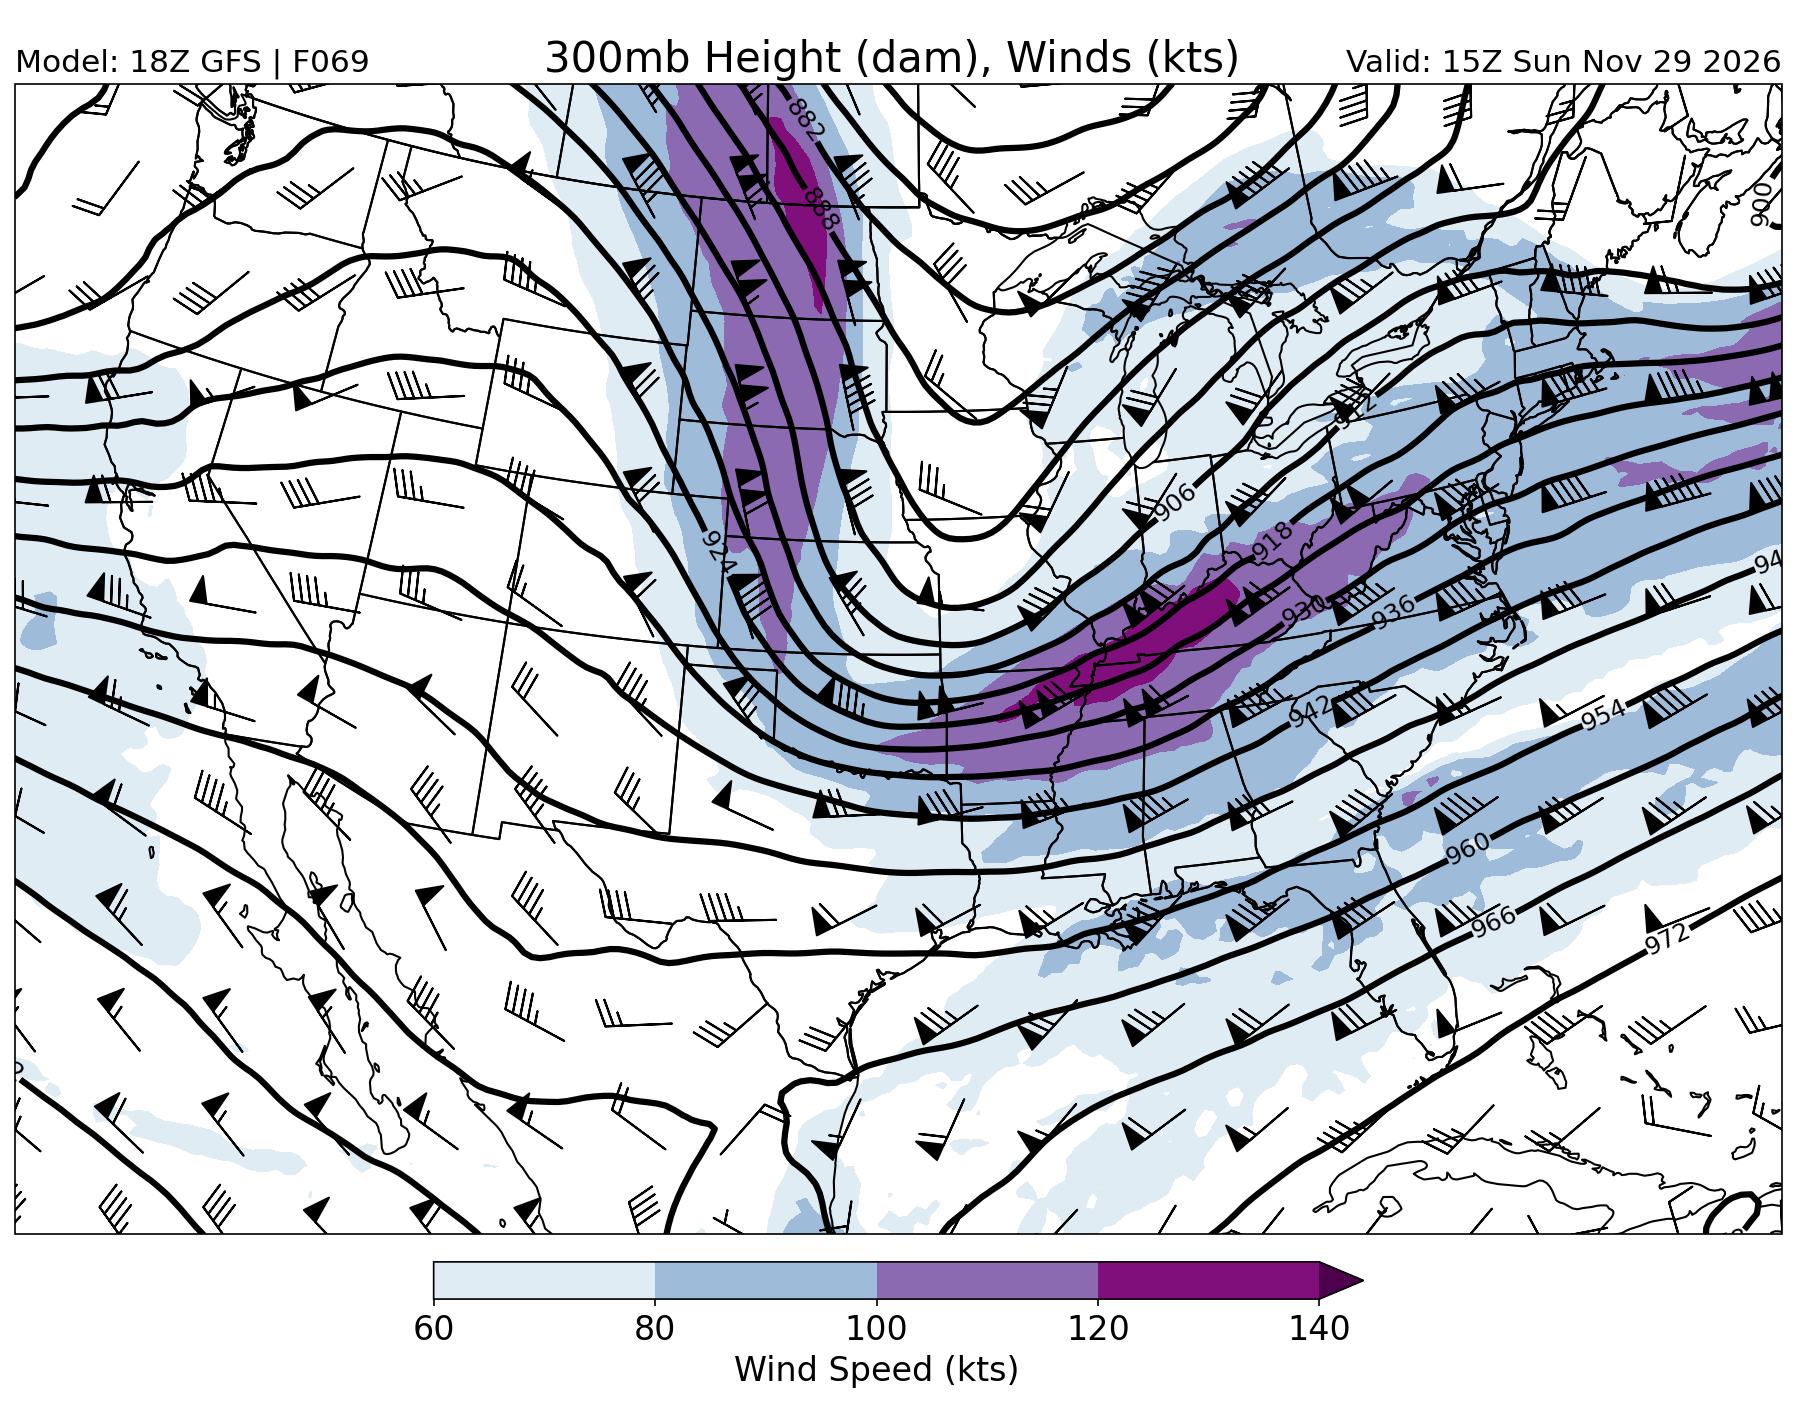 Model: 18Z GFS | F069
300mb Height (dam), Winds (kts)
Valid: 15Z Sun Nov 29 2026
882
888
900
912
906
924
918
930
936
942
954
960
966
972
60 80 100 120 140
Wind Speed (kts)